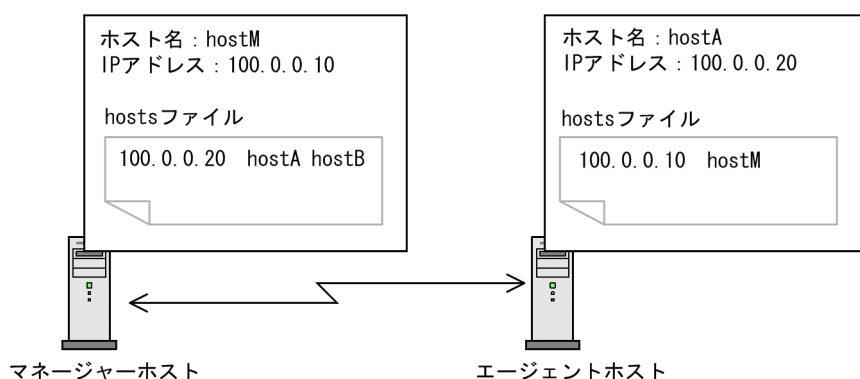 ホスト名：hostM
IPアドレス：100.0.0.10
hostsファイル
100.0.0.20 hostA hostB
マネージャーホスト
ホスト名：hostA
IPアドレス：100.0.0.20
hostsファイル
100.0.0.10 hostM
エージェントホスト